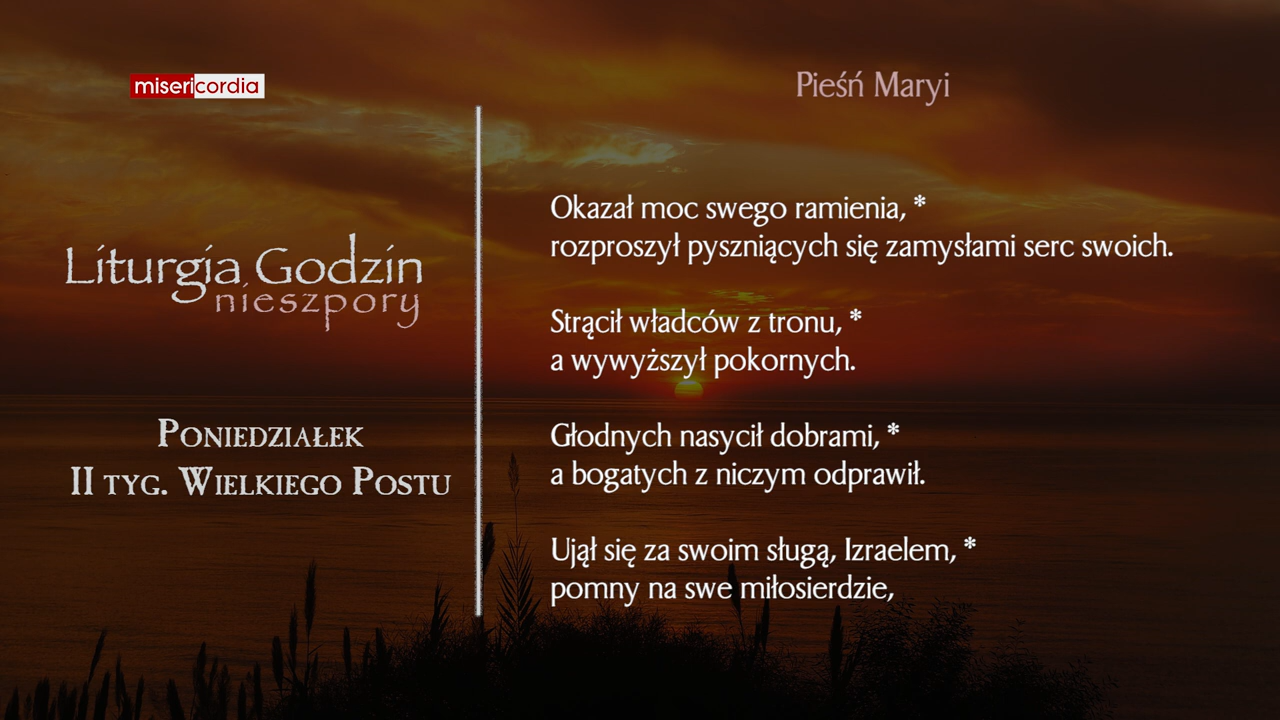 misericordia
Liturgia Godzin
nieszpory
Poniedziałek
II tyg. Wielkiego Postu
Pieśń Maryi
Okazał moc swego ramienia, *
rozproszył pyszniących się zamysłami serc swoich.
Strącił władców z tronu, *
a wywyższył pokornych.
Głodnych nasycił dobrami, *
a bogatych z niczym odprawił.
Ujął się za swoim sługą, Izraelem, *
pomny na swe miłosierdzie,